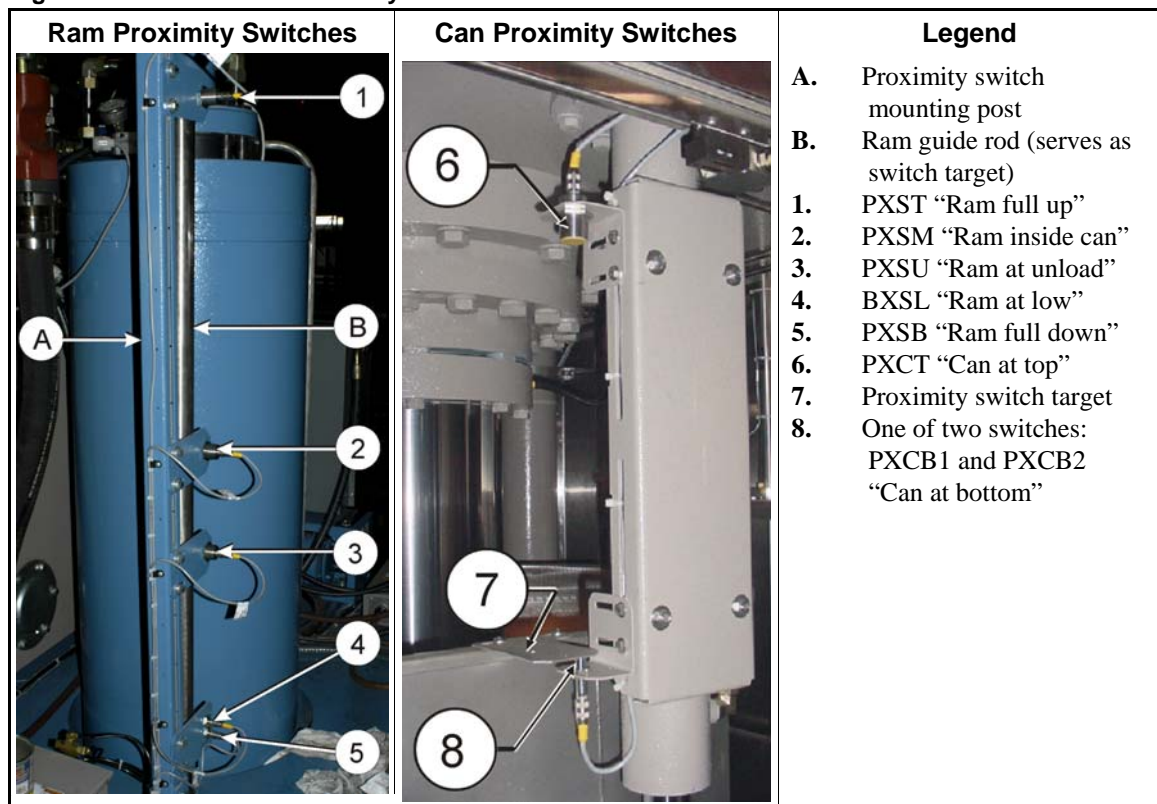 Ram Proximity Switches
1
A
B
2
3
4
5
Can Proximity Switches
6
7
8
Legend
A. Proximity switch
mounting post
B. Ram guide rod (serves as
switch target)
1. PXST “Ram full up”
2. PXSM “Ram inside can”
3. PXSU “Ram at unload”
4. BXSL “Ram at low”
5. PXSB “Ram full down”
6. PXCT “Can at top”
7. Proximity switch target
8. One of two switches:
PXCB1 and PXCB2
“Can at bottom”